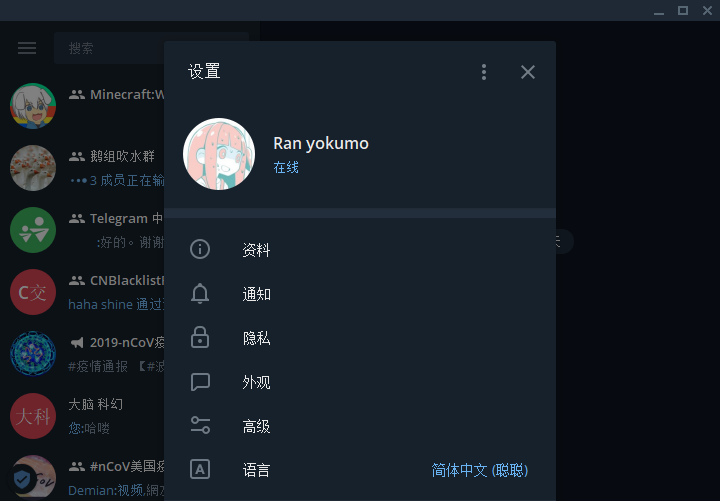 搜索
设置
Minecraft:W
Ran yokumo
在线
鹅组吹水群
3 成员正在输
Telegram 中
:好的。谢谢
资料
CNBlacklist
haha shine 通过
通知
2019-nCoV疫
#疫情通报 【#波
隐私
大脑 科幻
您:哈喽
外观
高级
#nCoV美国疫
Demian:视频,網友
语言
简体中文 (聪聪)
C交
大科